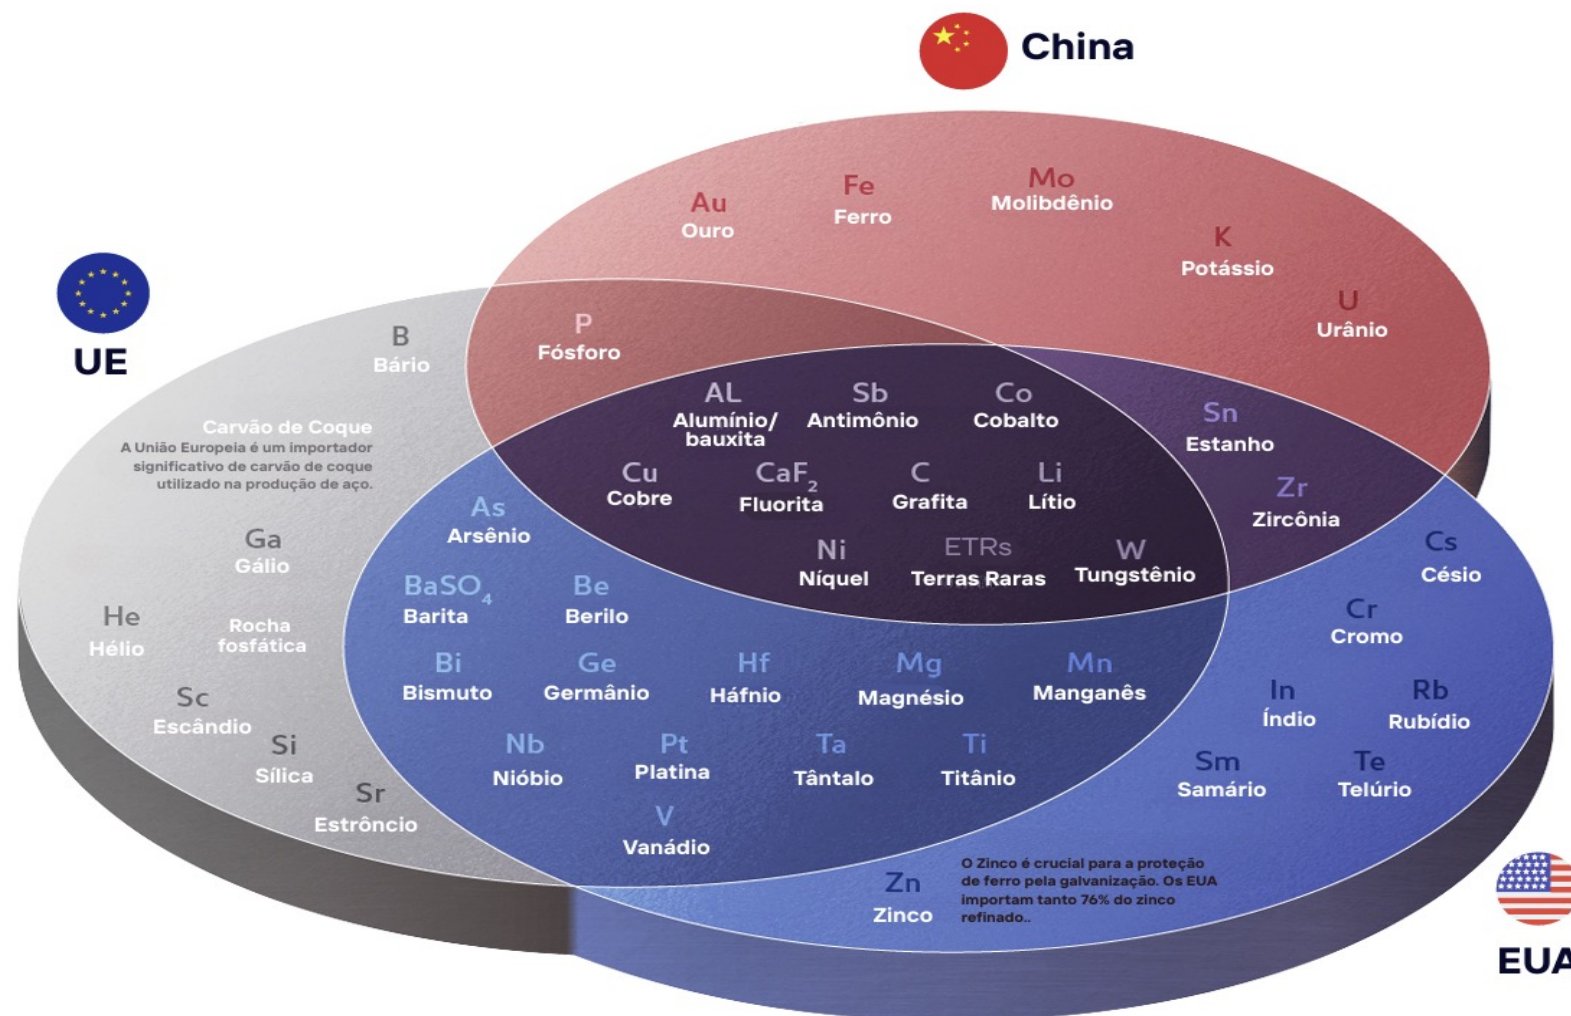 China
Au
Ouro
Fe
Ferro
Mo
Molibdênio
K
Potássio
U
Urânio
UE
B
Bário
P
Fósforo
Carvão de Coque
A União Europeia é um importador
significativo de carvão de coque
utilizado na produção de aço.
AL
Alumínio/
bauxita
Sb
Antimônio
Co
Cobalto
Sn
Estanho
Cu
Cobre
CaF₂
Fluorita
C
Grafita
Li
Lítio
Zr
Zircônia
As
Arsênio
Ga
Gálio
Ni
Níquel
ETRs
Terras Raras
W
Tungstênio
Cs
Césio
He
Hélio
Rocha
fosfática
BaSO₄
Barita
Be
Berilo
Cr
Cromo
Sc
Escândio
Bi
Bismuto
Ge
Germânio
Hf
Háfnio
Mg
Magnésio
Mn
Manganês
In
Índio
Rb
Rubídio
Si
Sílica
Nb
Nióbio
Pt
Platina
Ta
Tântalo
Ti
Titânio
Sm
Samário
Te
Telúrio
Sr
Estrôncio
V
Vanádio
Zn
Zinco
O Zinco é crucial para a proteção
de ferro pela galvanização. Os EUA
importam tanto 76% do zinco
refinado..
EUA